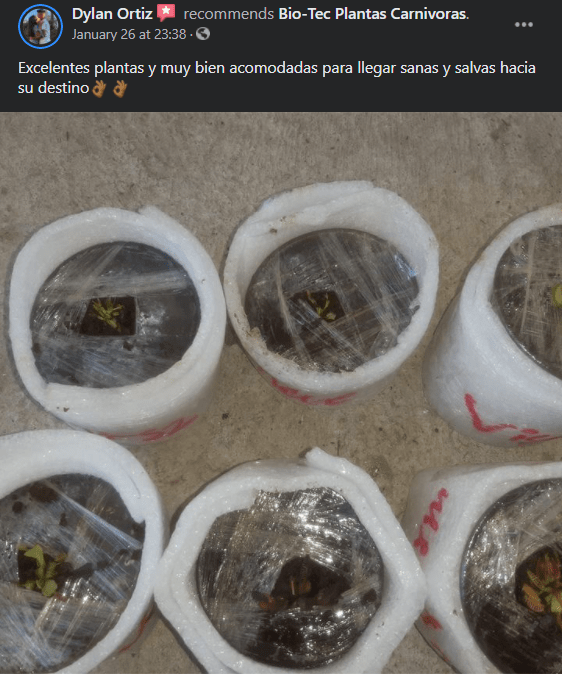 Dylan Ortiz recommends Bio-Tec Plantas Carnivoras.
January 26 at 23:38 ·
Excelentes plantas y muy bien acomodadas para llegar sanas y salvas hacia
su destino👌🏾👌🏾